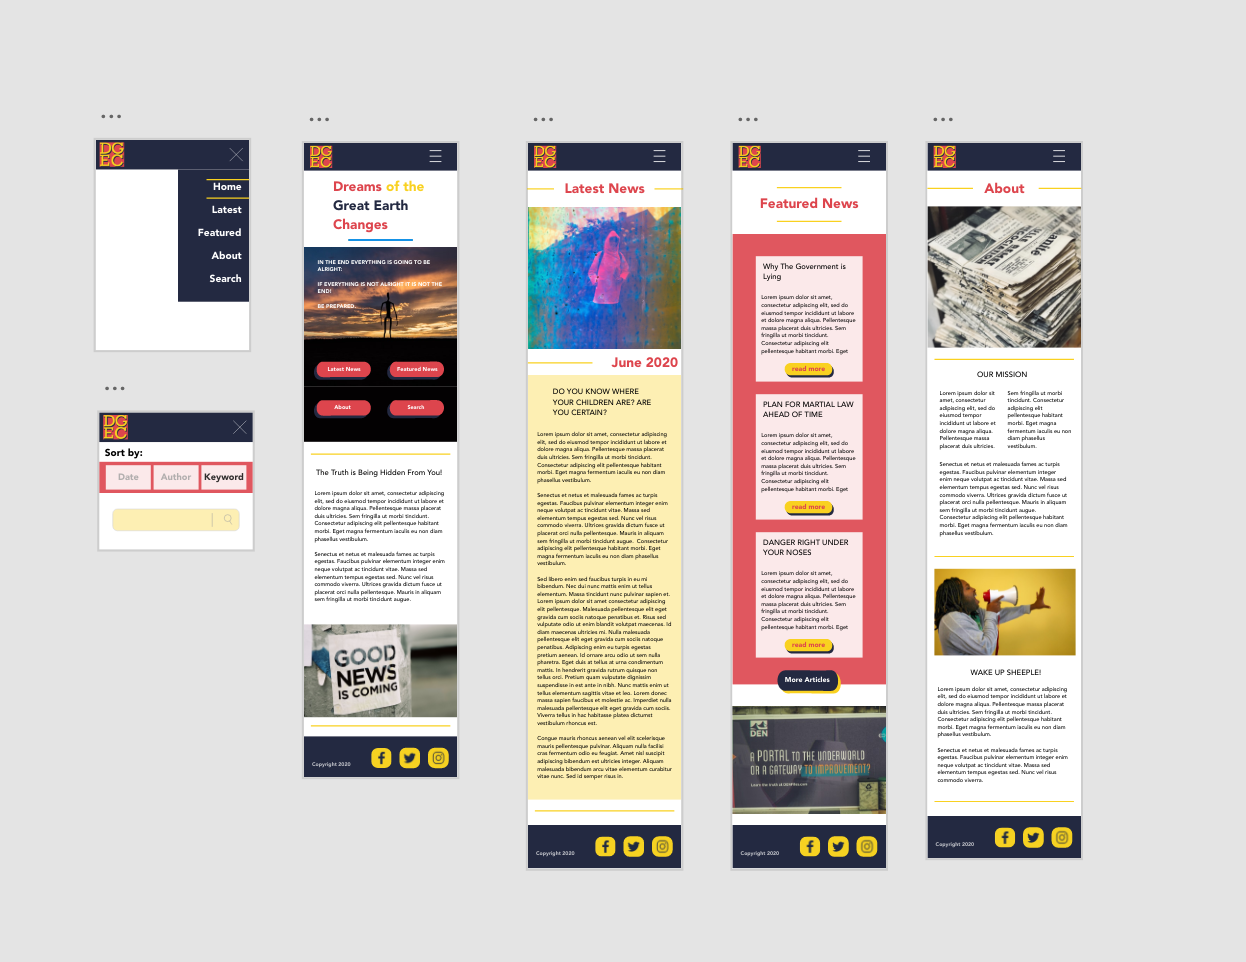 DG
EC
Home
Latest
Featured
About
Search
DG
EC
Sort by:
Date
Author
Keyword
DG
EC
Dreams of the
Great Earth
Changes
IN THE END EVERYTHING IS GOING TO BE
ALRIGHT:
IF EVERYTHING IS NOT ALRIGHT IT IS NOT THE
END!
BE PREPARED.
Latest News
Featured News
About
Search
The Truth is Being Hidden From You!
Lorem ipsum dolor sit amet, consectetur adipiscing
elit, sed do eiusmod tempor incididunt ut labore et
dolore magna aliqua. Pellentesque massa placerat
duis ultricies. Sem fringilla ut morbi tincidunt.
Consectetur adipiscing elit pellentesque habitant
morbi. Eget magna fermentum iaculis eu non diam
phasellus vestibulum.
Senectus et netus et malesuada fames ac turpis
egestas. Faucibus pulvinar elementum integer enim
neque volutpat ac tincidunt vitae. Massa sed
elementum tempus egestas sed. Nunc vel risus
commodo viverra. Ultrices gravida dictum fusce ut
placerat orci nulla pellentesque. Mauris in aliquam
sem fringilla ut morbi tincidunt augue.
GOOD
NEWS
IS COMING
Copyright 2020
DG
EC
Latest News
June 2020
DO YOU KNOW WHERE
YOUR CHILDREN ARE? ARE
YOU CERTAIN?
Lorem ipsum dolor sit amet, consectetur adipiscing
elit, sed do eiusmod tempor incididunt ut labore et
dolore magna aliqua. Pellentesque massa placerat
duis ultricies. Sem fringilla ut morbi tincidunt.
Consectetur adipiscing elit pellentesque habitant
morbi. Eget magna fermentum iaculis eu non diam
phasellus vestibulum.
Senectus et netus et malesuada fames ac turpis
egestas. Faucibus pulvinar elementum integer enim
neque volutpat ac tincidunt vitae. Massa sed
elementum tempus egestas sed. Nunc vel risus
commodo viverra. Ultrices gravida dictum fusce ut
placerat orci nulla pellentesque. Mauris in aliquam
sem fringilla ut morbi tincidunt augue. Consectetur
adipiscing elit pellentesque habitant morbi. Eget
magna fermentum iaculis eu non diam phasellus
vestibulum.
Sed libero enim sed faucibus turpis in eu mi
bibendum. Nec dui nunc mattis enim ut tellus
elementum. Massa tincidunt nunc pulvinar sapien et.
Lorem ipsum dolor sit amet consectetur adipiscing
elit pellentesque. Malesuada pellentesque elit eget
gravida cum sociis natoque penatibus et. Risus sed
vulputate odio ut enim blandit volutpat maecenas. Id
diam maecenas ultricies mi. Nulla malesuada
pellentesque elit eget gravida cum sociis natoque
penatibus. Adipiscing enim eu turpis egestas
pretium aenean. Id ornare arcu odio ut sem nulla
pharetra. Eget duis at tellus at urna condimentum
mattis. In hendrerit gravida rutrum quisque non
tellus orci. Pretium quam vulputate dignissim
suspendisse in est ante in nibh. Nunc mattis enim ut
tellus elementum sagittis vitae et leo. Lorem donec
massa sapien faucibus et molestie ac. Imperdiet nulla
malesuada pellentesque elit eget gravida cum sociis.
Viverra tellus in hac habitasse platea dictumst
vestibulum rhoncus est.
Congue mauris rhoncus aenean vel elit scelerisque
mauris pellentesque pulvinar. Aliquam nulla facilisi
cras fermentum odio eu feugiat. Amet nisl suscipit
adipiscing bibendum est ultricies integer. Aliquam
malesuada bibendum arcu vitae elementum curabitur
vitae nunc. Sed id semper risus in.
Copyright 2020
DG
EC
Featured News
Why The Government is
Lying
Lorem ipsum dolor sit amet,
consectetur adipiscing elit, sed do
eiusmod tempor incididunt ut labore
et dolore magna aliqua. Pellentesque
massa placerat duis ultricies. Sem
fringilla ut morbi tincidunt.
Consectetur adipiscing elit
pellentesque habitant morbi. Eget
read more
PLAN FOR MARTIAL LAW
AHEAD OF TIME
Lorem ipsum dolor sit amet,
consectetur adipiscing elit, sed do
eiusmod tempor incididunt ut labore
et dolore magna aliqua. Pellentesque
massa placerat duis ultricies. Sem
fringilla ut morbi tincidunt.
Consectetur adipiscing elit
pellentesque habitant morbi. Eget
read more
DANGER RIGHT UNDER
YOUR NOSES
Lorem ipsum dolor sit amet,
consectetur adipiscing elit, sed do
eiusmod tempor incididunt ut labore
et dolore magna aliqua. Pellentesque
massa placerat duis ultricies. Sem
fringilla ut morbi tincidunt.
Consectetur adipiscing elit
pellentesque habitant morbi. Eget
read more
More Articles
DEN
A PORTAL TO THE UNDERWORLD
OR A GATEWAY TO IMPROVEMENT?
Learn the truth at
Copyright 2020
DG
EC
About
OUR MISSION
Lorem ipsum dolor sit
amet, consectetur
adipiscing elit, sed do
eiusmod tempor
incididunt ut labore et
dolore magna aliqua.
Pellentesque massa
placerat duis ultricies.
Sem fringilla ut morbi
tincidunt. Consectetur
adipiscing elit
pellentesque habitant
morbi. Eget magna
fermentum iaculis eu non
diam phasellus
vestibulum.
Senectus et netus et malesuada fames ac turpis
egestas. Faucibus pulvinar elementum integer
enim neque volutpat ac tincidunt vitae. Massa sed
elementum tempus egestas sed. Nunc vel risus
commodo viverra. Ultrices gravida dictum fusce ut
placerat orci nulla pellentesque. Mauris in aliquam
sem fringilla ut morbi tincidunt augue.
Consectetur adipiscing elit pellentesque habitant
morbi. Eget magna fermentum iaculis eu non diam
phasellus vestibulum.
WAKE UP SHEEPLE!
Lorem ipsum dolor sit amet, consectetur adipiscing
elit, sed do eiusmod tempor incididunt ut labore et
dolore magna aliqua. Pellentesque massa placerat
duis ultricies. Sem fringilla ut morbi tincidunt.
Consectetur adipiscing elit pellentesque habitant
morbi. Eget magna fermentum iaculis eu non diam
phasellus vestibulum.
Senectus et netus et malesuada fames ac turpis
egestas. Faucibus pulvinar elementum integer enim
neque volutpat ac tincidunt vitae. Massa sed
elementum tempus egestas sed. Nunc vel risus
commodo viverra.
Copyright 2020